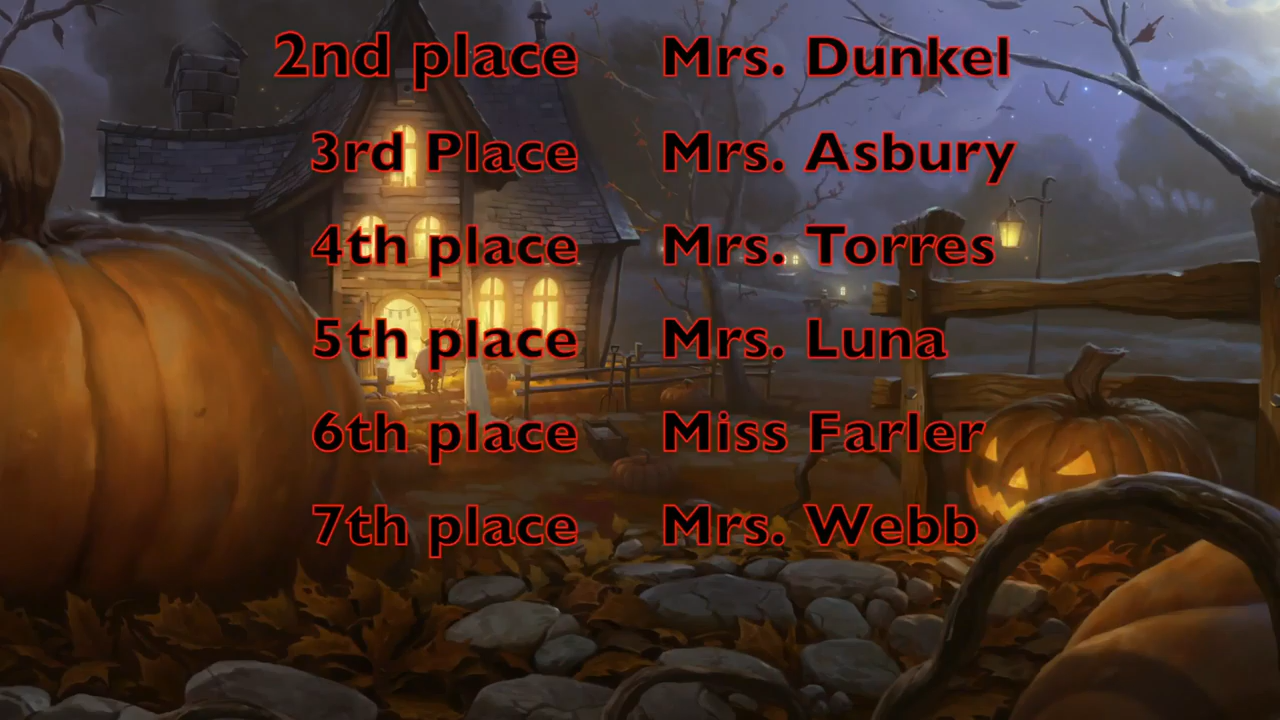 2nd place Mrs. Dunkel
3rd Place Mrs. Asbury
4th place Mrs. Torres
5th place Mrs. Luna
6th place Miss Farler
7th place Mrs. Webb